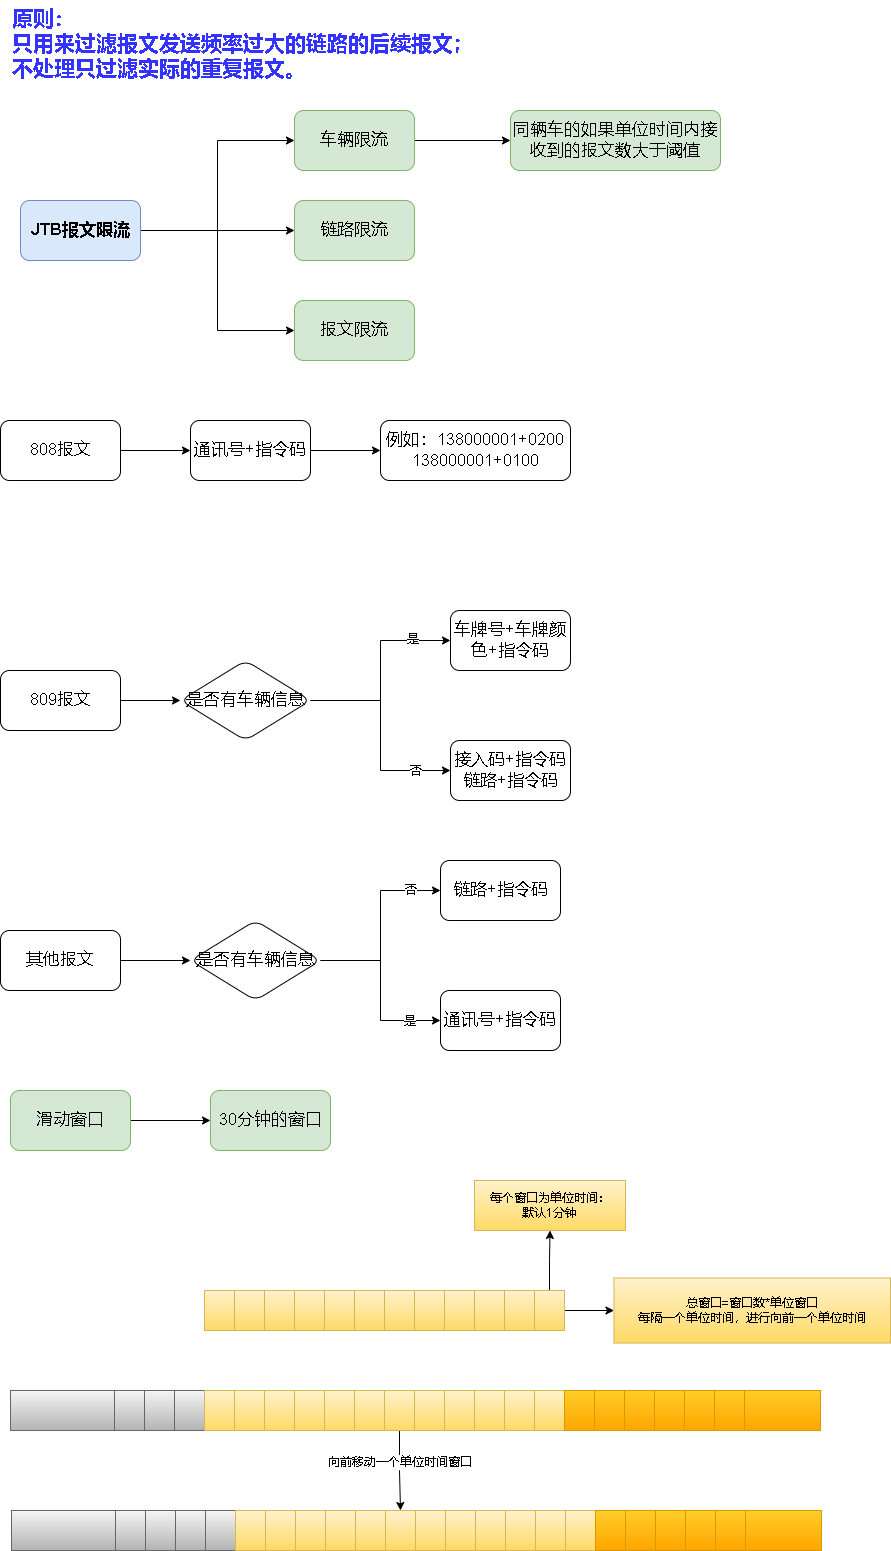 原则：
只用来过滤报文发送频率过大的链路的后续报文；
不处理只过滤实际的重复报文。
车辆限流
同辆车的如果单位时间内接
收到的报文数大于阈值
JTB报文限流
链路限流
报文限流
808报文
通讯号+指令码
例如：138000001+0200
138000001+0100
是
车牌号+车牌颜
色+指令码
809报文
是否有车辆信息
否
接入码+指令码
链路+指令码
否
链路+指令码
其他报文
是否有车辆信息
是
通讯号+指令码
滑动窗口
30分钟的窗口
每个窗口为单位时间：
默认1分钟
总窗口=窗口数*单位窗口
每隔一个单位时间，进行向前一个单位时间
向前移动一个单位时间窗口